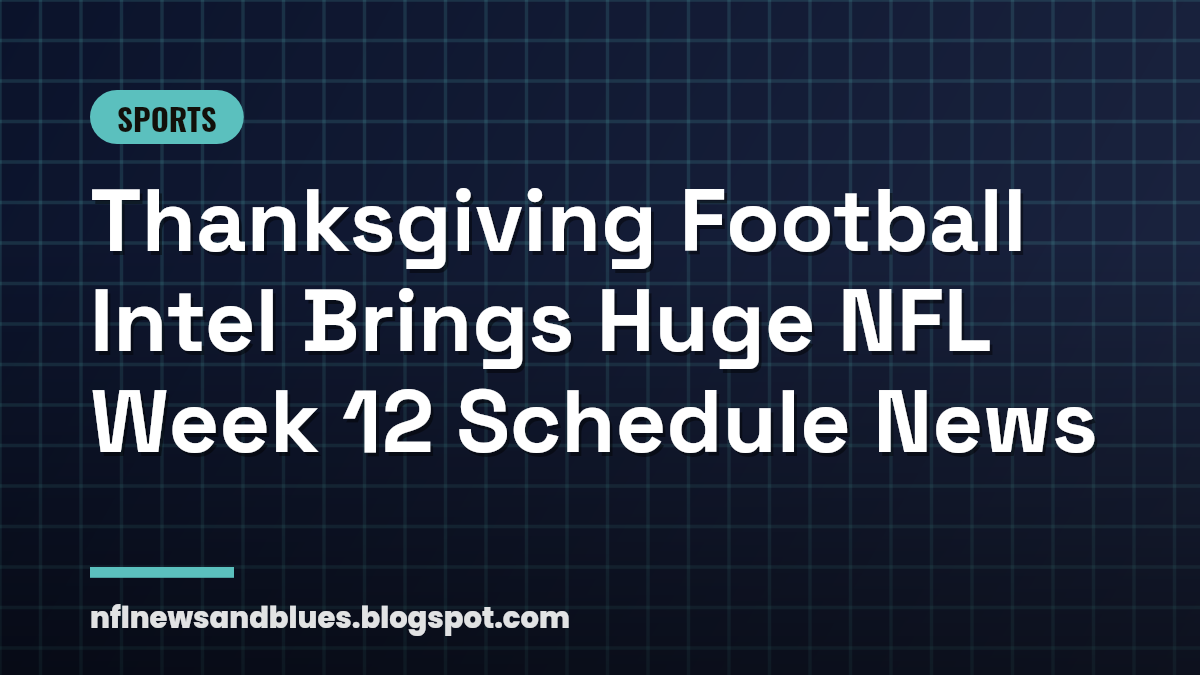 SPORTS
Thanksgiving Football
Intel Brings Huge NFL
Week 12 Schedule News
nflnewsandblues.blogspot.com